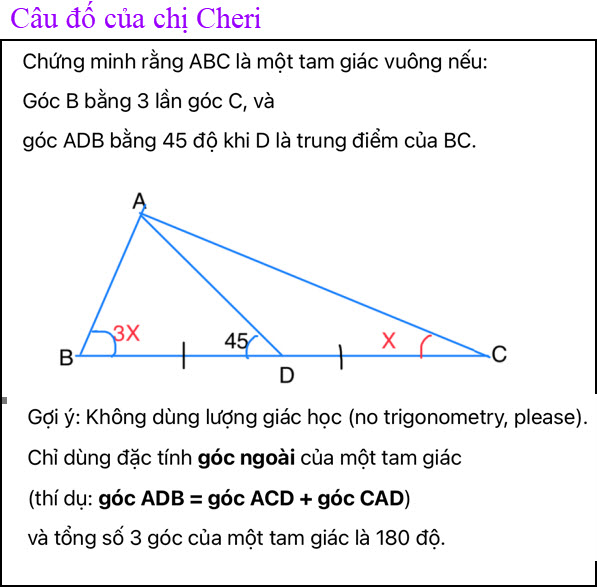 Câu đố của chị Cheri
Chứng minh rằng ABC là một tam giác vuông nếu:
Góc B bằng 3 lần góc C, và
góc ADB bằng 45 độ khi D là trung điểm của BC.
A
3X
45
X
B
C
D
Gợi ý: Không dùng lượng giác học (no trigonometry, please).
Chỉ dùng đặc tính góc ngoài của một tam giác
(thí dụ: góc ADB = góc ACD + góc CAD)
và tổng số 3 góc của một tam giác là 180 độ.